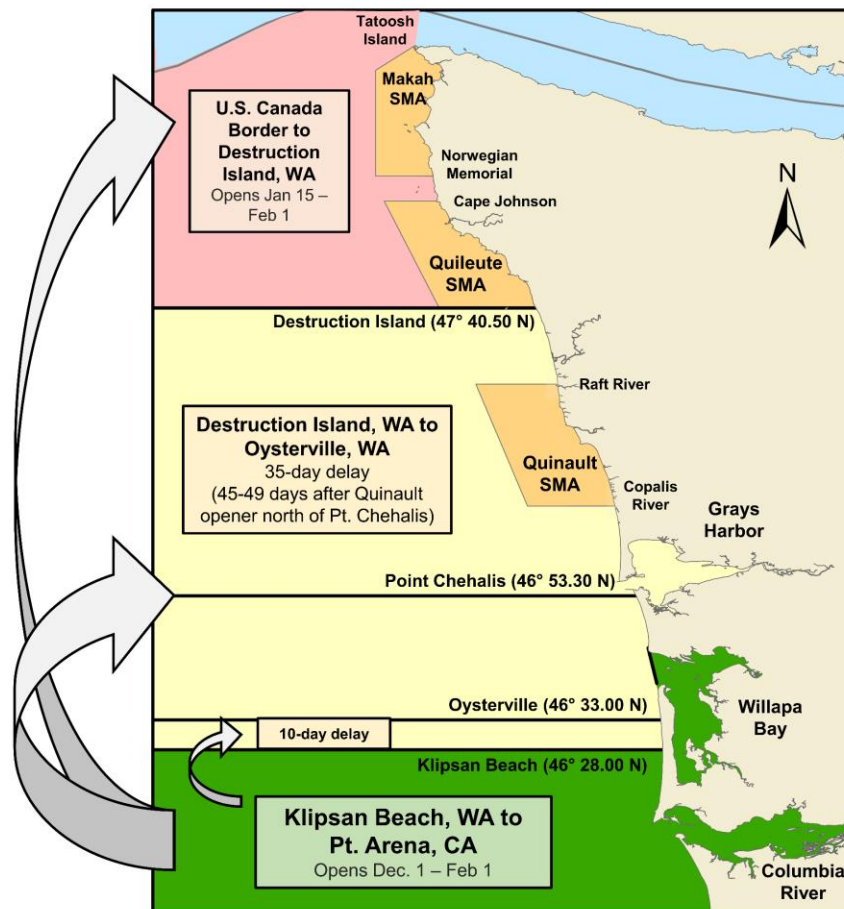 Tatoosh
Island
Makah
SMA
U.S. Canada
Border to
Destruction
Island, WA
Opens Jan 15 –
Feb 1
Norwegian
Memorial
N
Cape Johnson
Quileute
SMA
Destruction Island (47° 40.50 N)
Raft River
Destruction Island, WA to
Oysterville, WA
35-day delay
(45-49 days after Quinault
opener north of Pt. Chehalis)
Quinault
SMA
Copalis
River
Grays
Harbor
Point Chehalis (46° 53.30 N)
Oysterville (46° 33.00 N)
Willapa
Bay
10-day delay
Klipsan Beach (46° 28.00 N)
Klipsan Beach, WA to
Pt. Arena, CA
Opens Dec. 1 – Feb 1
Columbia
River